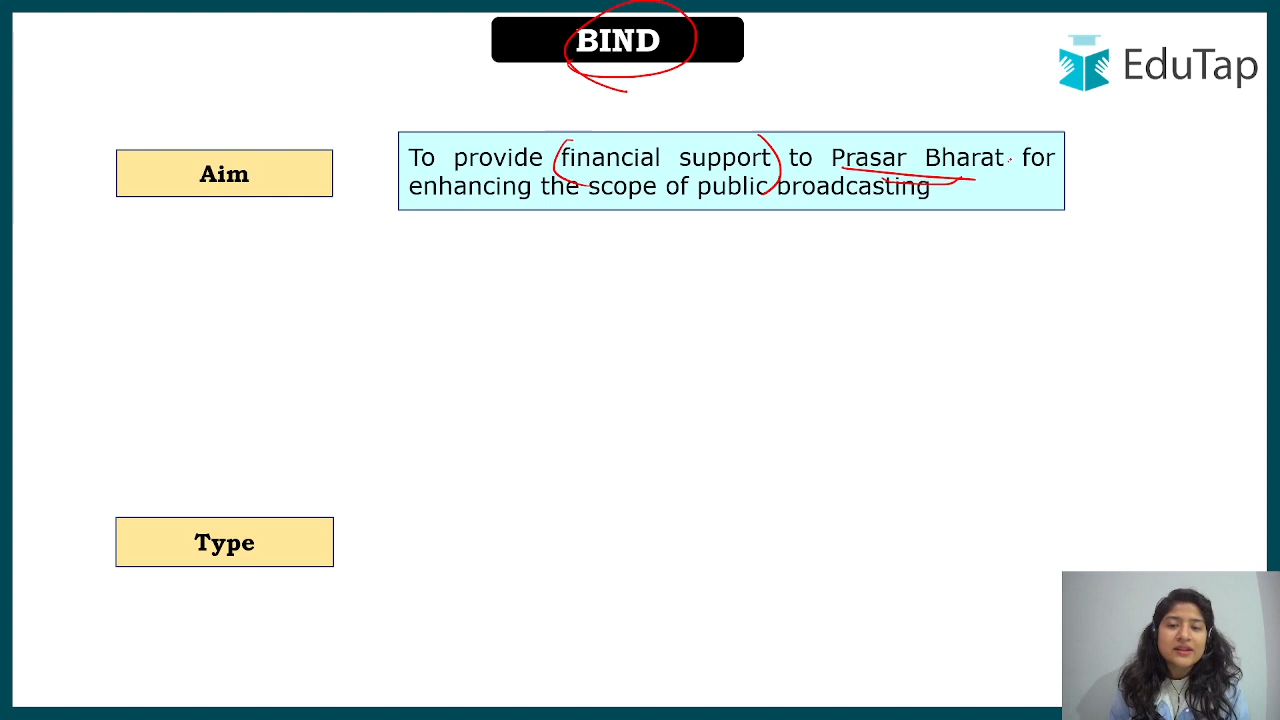 BIND
EduTap
Aim
To provide financial support to Prasar Bharat for
enhancing the scope of public broadcasting
Type